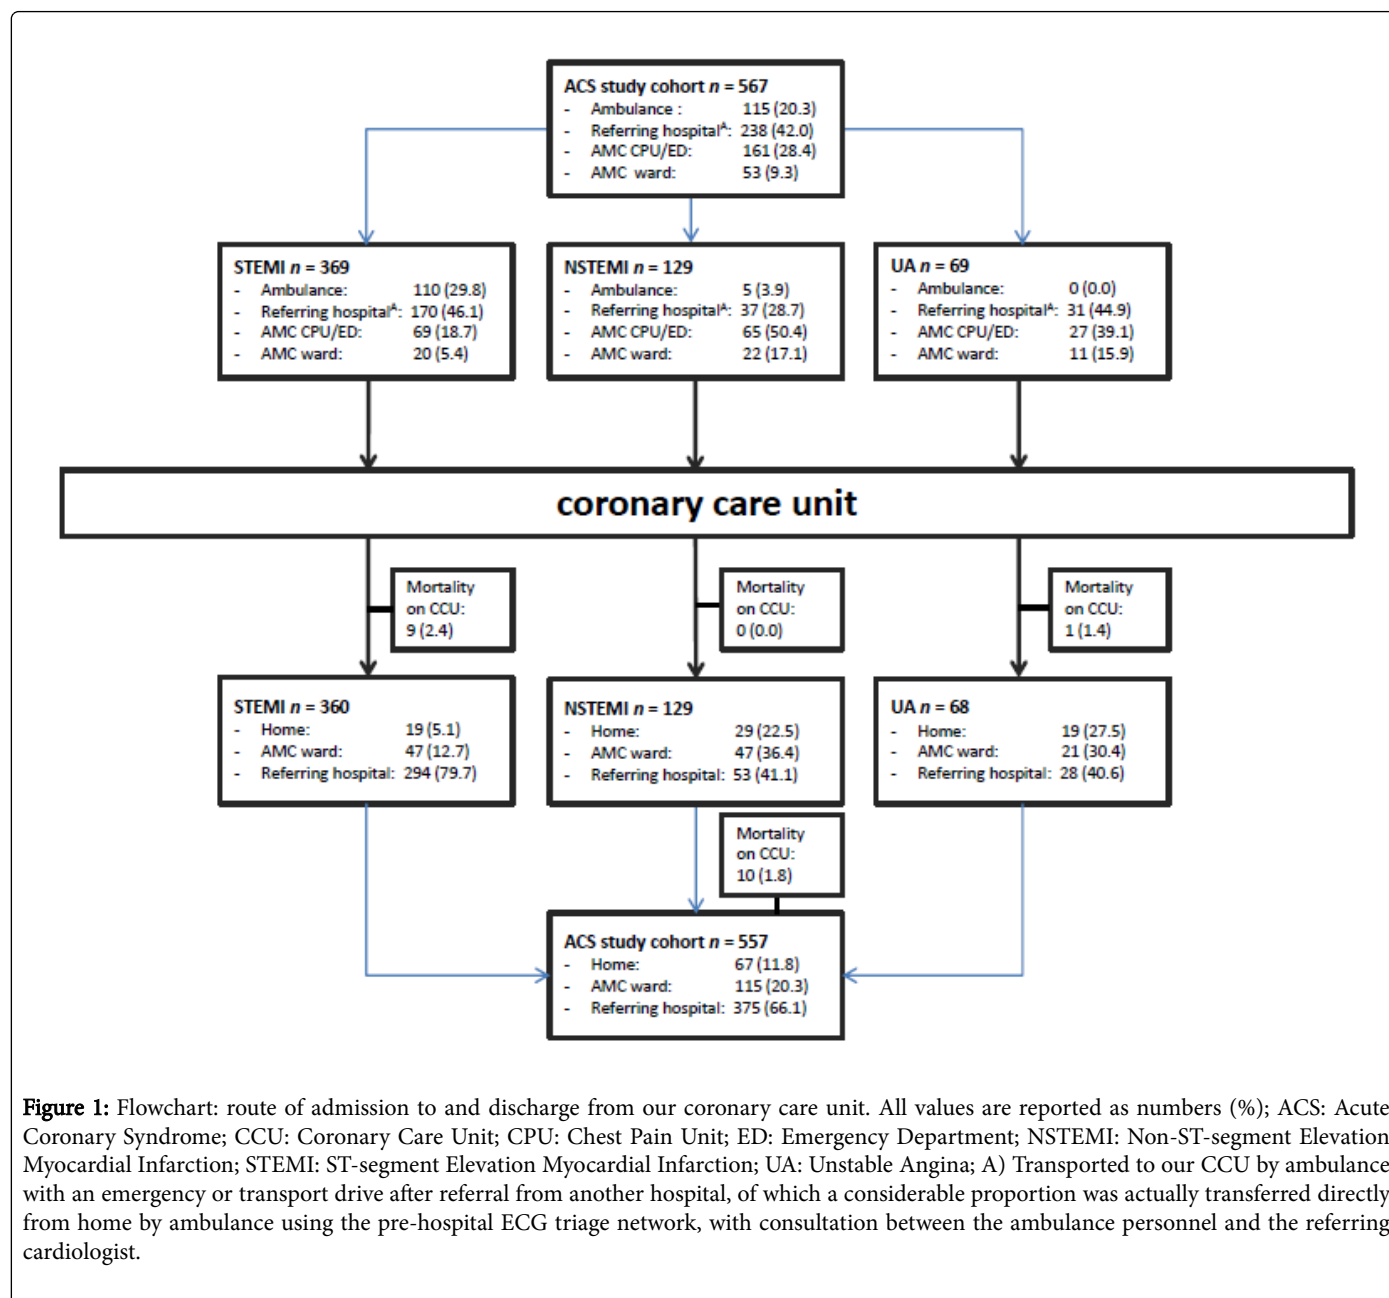 ACS study cohort n = 567
- Ambulance : 115 (20.3)
- Referring hospitalᴬ: 238 (42.0)
- AMC CPU/ED: 161 (28.4)
- AMC ward: 53 (9.3)
STEMI n = 369
- Ambulance: 110 (29.8)
- Referring hospitalᴬ: 170 (46.1)
- AMC CPU/ED: 69 (18.7)
- AMC ward: 20 (5.4)
NSTEMI n = 129
- Ambulance: 5 (3.9)
- Referring hospitalᴬ: 37 (28.7)
- AMC CPU/ED: 65 (50.4)
- AMC ward: 22 (17.1)
UA n = 69
- Ambulance: 0 (0.0)
- Referring hospitalᴬ: 31 (44.9)
- AMC CPU/ED: 27 (39.1)
- AMC ward: 11 (15.9)
coronary care unit
Mortality
on CCU:
9 (2.4)
Mortality
on CCU:
0 (0.0)
Mortality
on CCU:
1 (1.4)
STEMI n = 360
- Home: 19 (5.1)
- AMC ward: 47 (12.7)
- Referring hospital: 294 (79.7)
NSTEMI n = 129
- Home: 29 (22.5)
- AMC ward: 47 (36.4)
- Referring hospital: 53 (41.1)
UA n = 68
- Home: 19 (27.5)
- AMC ward: 21 (30.4)
- Referring hospital: 28 (40.6)
Mortality
on CCU:
10 (1.8)
ACS study cohort n = 557
- Home: 67 (11.8)
- AMC ward: 115 (20.3)
- Referring hospital: 375 (66.1)
Figure 1: Flowchart: route of admission to and discharge from our coronary care unit. All values are reported as numbers (%); ACS: Acute
Coronary Syndrome; CCU: Coronary Care Unit; CPU: Chest Pain Unit; ED: Emergency Department; NSTEMI: Non-ST-segment Elevation
Myocardial Infarction; STEMI: ST-segment Elevation Myocardial Infarction; UA: Unstable Angina; A) Transported to our CCU by ambulance
with an emergency or transport drive after referral from another hospital, of which a considerable proportion was actually transferred directly
from home by ambulance using the pre-hospital ECG triage network, with consultation between the ambulance personnel and the referring
cardiologist.